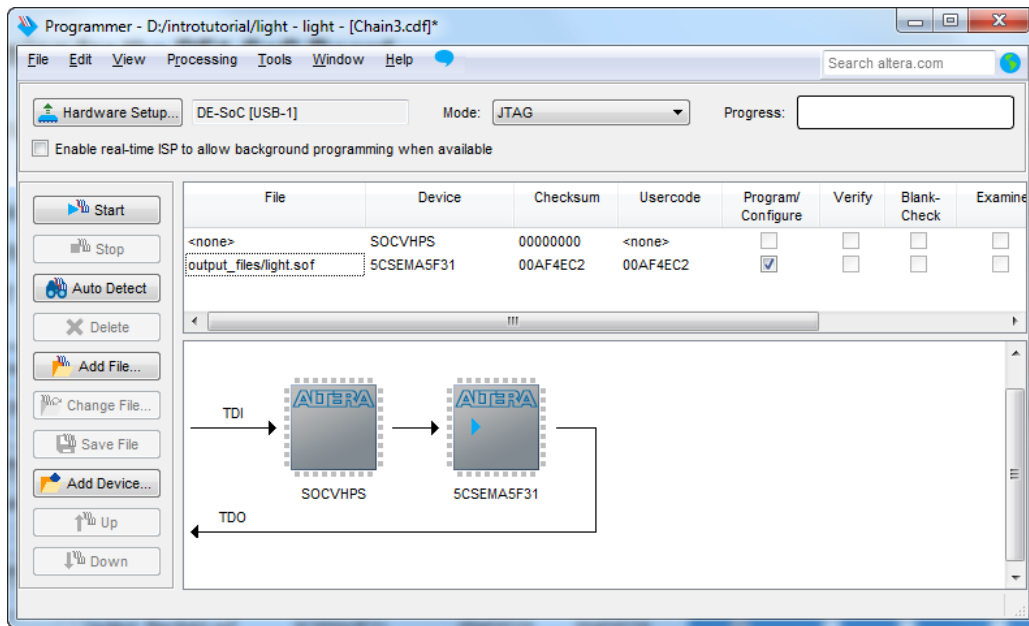 Programmer - D:/introtutorial/light - light - [Chain3.cdf]*
File Edit View Processing Tools Window Help
Search altera.com
Hardware Setup... DE-SoC [USB-1] Mode: JTAG Progress:
Enable real-time ISP to allow background programming when available
File Device Checksum Usercode Program/ Verify Blank- Examine
Configure Check
<none> SOCVHPS 00000000 <none>
output_files/light.sof 5CSEMA5F31 00AF4EC2 00AF4EC2
Start
Stop
Auto Detect
Delete
Add File...
Change File...
Save File
Add Device...
Up
Down
TDI
ALTERA ALTERA
SOCVHPS 5CSEMA5F31
TDO